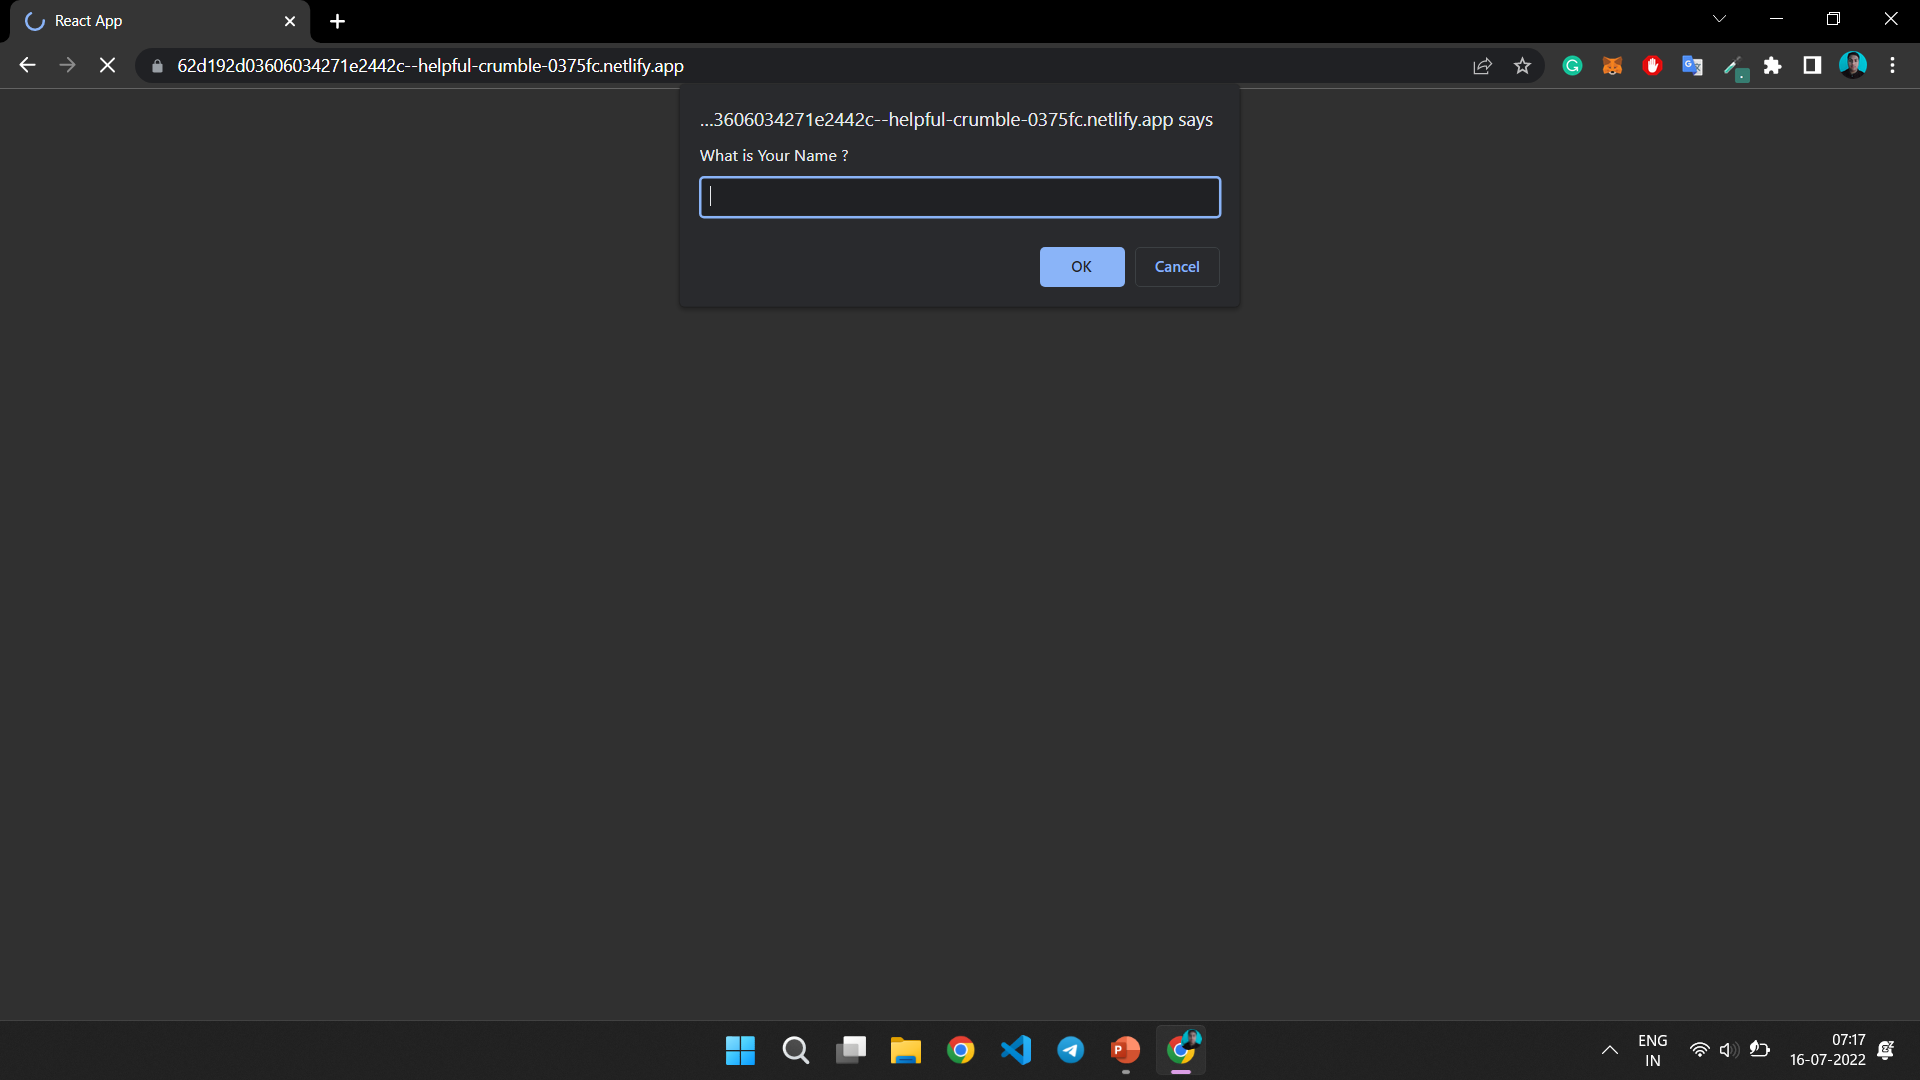 React App
62d192d03606034271e2442c--helpful-crumble-0375fc.netlify.app
...3606034271e2442c--helpful-crumble-0375fc.netlify.app says
What is Your Name ?
OK
Cancel
ENG
IN
07:17
16-07-2022